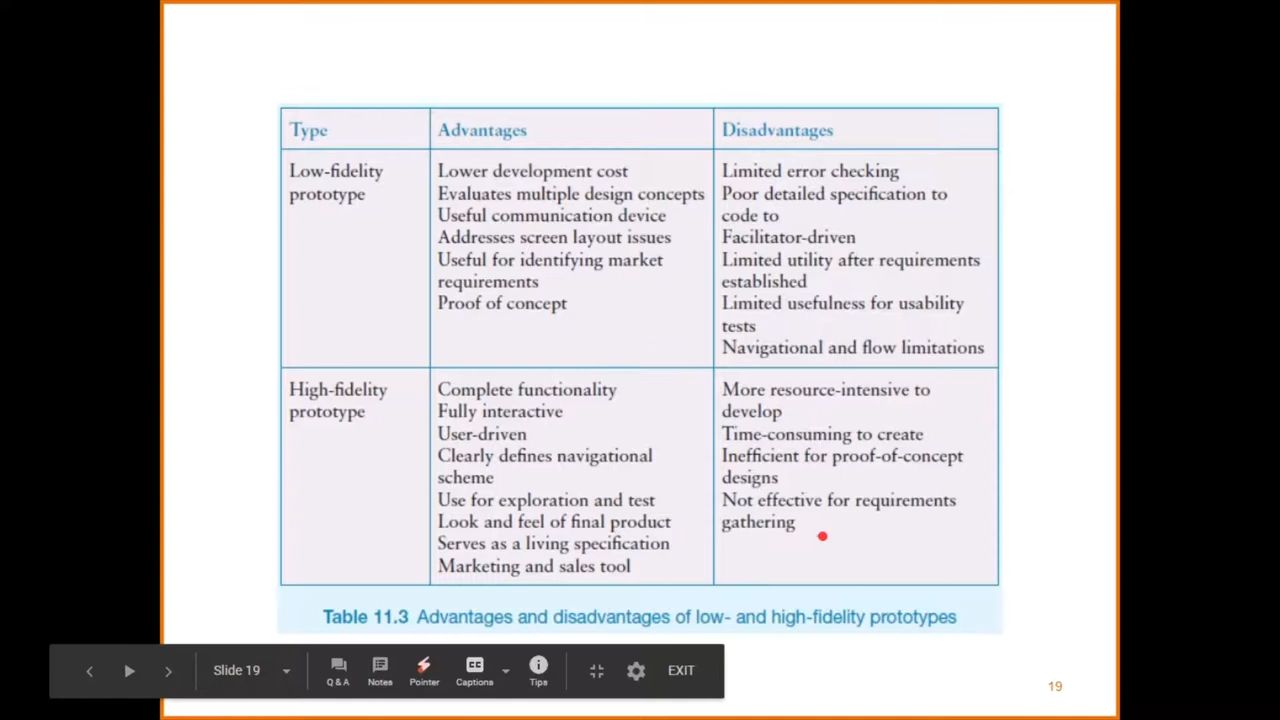 Type
Advantages
Disadvantages
Low-fidelity
prototype
Lower development cost
Evaluates multiple design concepts
Useful communication device
Addresses screen layout issues
Useful for identifying market
requirements
Proof of concept
Limited error checking
Poor detailed specification to
code to
Facilitator-driven
Limited utility after requirements
established
Limited usefulness for usability
tests
Navigational and flow limitations
High-fidelity
prototype
Complete functionality
Fully interactive
User-driven
Clearly defines navigational
scheme
Use for exploration and test
Look and feel of final product
Serves as a living specification
Marketing and sales tool
More resource-intensive to
develop
Time-consuming to create
Inefficient for proof-of-concept
designs
Not effective for requirements
gathering
Table 11.3 Advantages and disadvantages of low- and high-fidelity prototypes
Slide 19
Q & A
Notes
Pointer
CC
Captions
Tips
EXIT
19